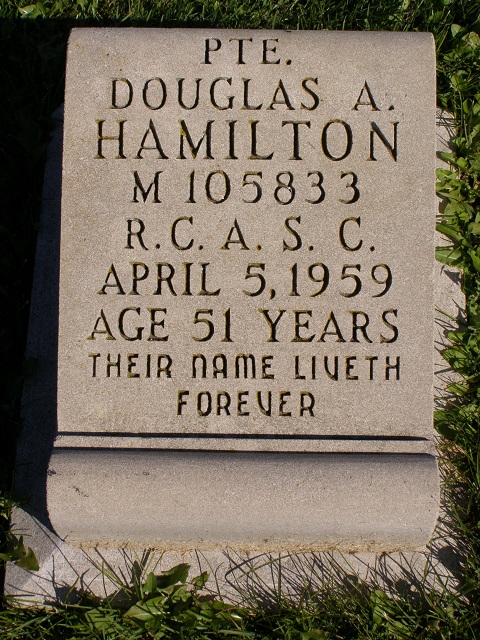 PTE.
DOUGLAS A.
HAMILTON
M 105833
R.C.A.S.C.
APRIL 5, 1959
AGE 51 YEARS
THEIR NAME LIVETH
FOREVER